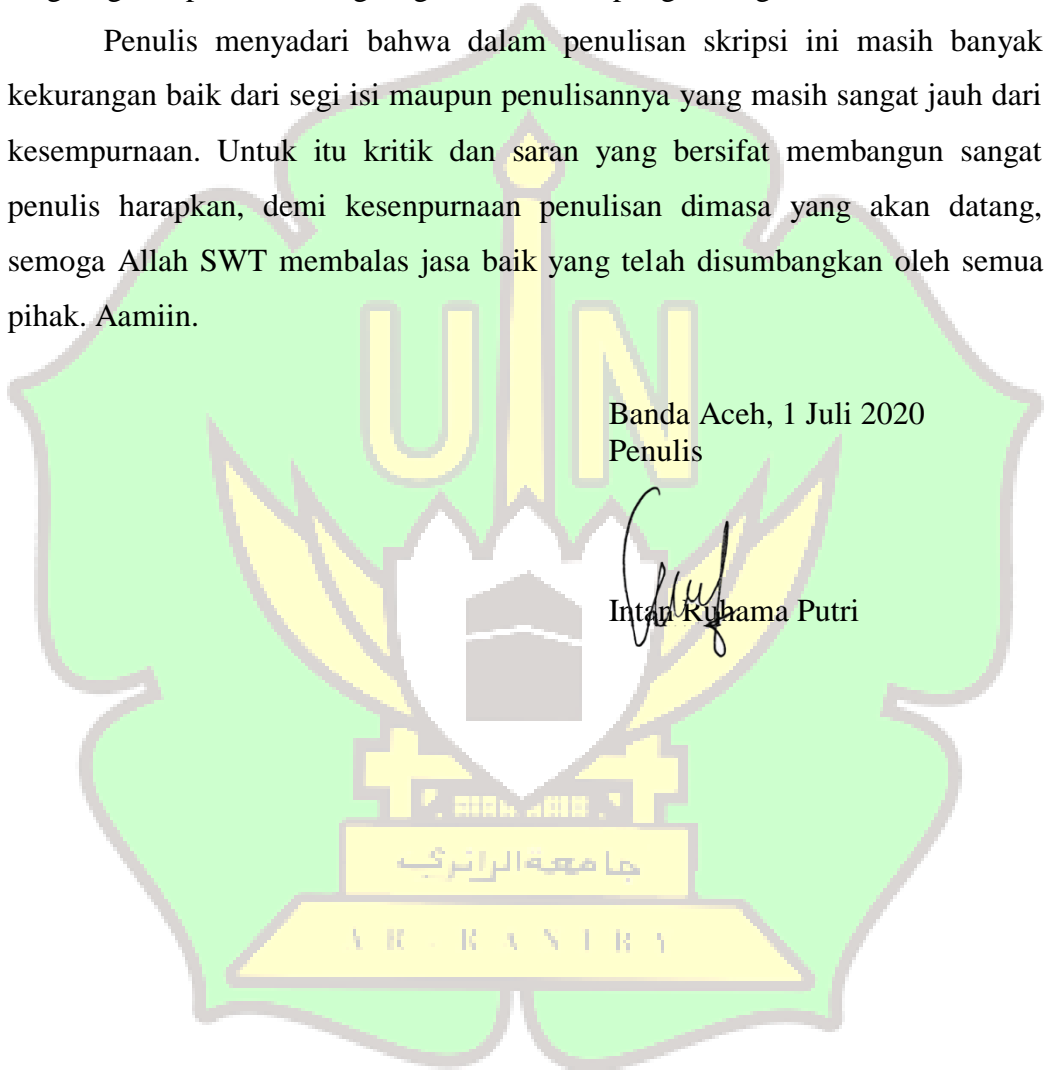 Penulis menyadari bahwa dalam penulisan skripsi ini masih banyak
kekurangan baik dari segi isi maupun penulisannya yang masih sangat jauh dari
kesempurnaan. Untuk itu kritik dan saran yang bersifat membangun sangat
penulis harapkan, demi kesenpurnaan penulisan dimasa yang akan datang,
semoga Allah SWT membalas jasa baik yang telah disumbangkan oleh semua
pihak. Aamiin.
UIN
Banda Aceh, 1 Juli 2020
Penulis
Intan Ruhama Putri
جامعة الرانري
AR-RANIRY